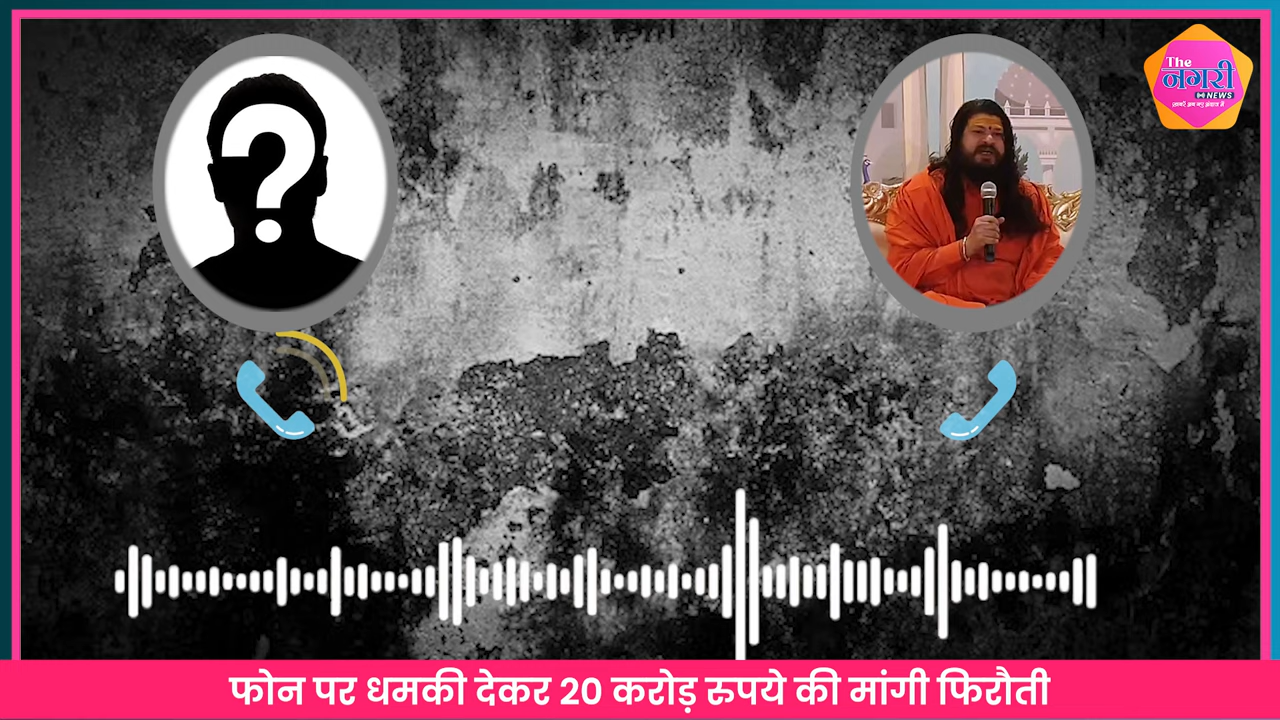 The
नगरी
NEWS
फोन पर धमकी देकर 20 करोड़ रुपये की मांगी फिरौती